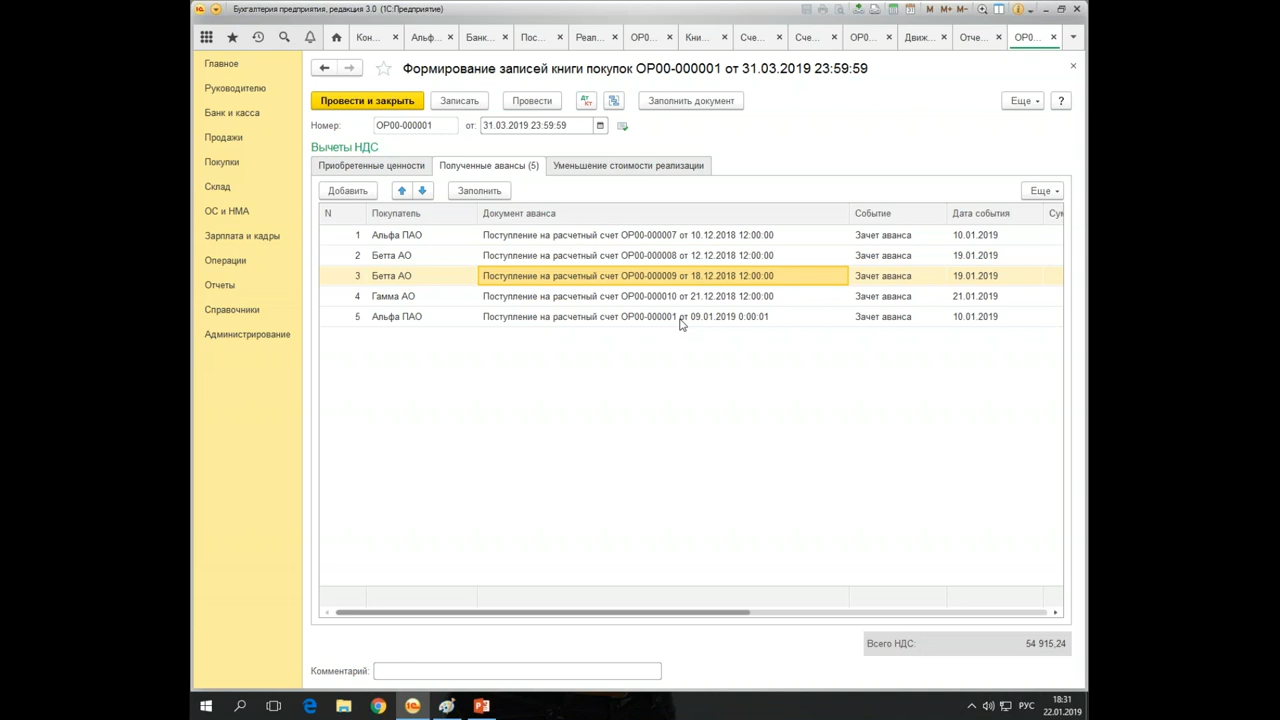 Бухгалтерия предприятия, редакция 3.0 (1С:Предприятие)
M M+ M-
Кон... Альф... Банк... Пос... Реал... ОР0... Кни... Сче... Сче... ОР0... Движ... Отче... ОР0...
Главное
Руководителю
Банк и касса
Продажи
Покупки
Склад
ОС и НМА
Зарплата и кадры
Операции
Отчеты
Справочники
Администрирование
Формирование записей книги покупок ОР00-000001 от 31.03.2019 23:59:59
Провести и закрыть Записать Провести Дт Кт Заполнить документ Еще ?
Номер: ОР00-000001 от: 31.03.2019 23:59:59
Вычеты НДС
Приобретенные ценности Полученные авансы (5) Уменьшение стоимости реализации
Добавить Заполнить Еще
N Покупатель Документ аванса Событие Дата события Сум
1 Альфа ПАО Поступление на расчетный счет ОР00-000007 от 10.12.2018 12:00:00 Зачет аванса 10.01.2019
2 Бетта АО Поступление на расчетный счет ОР00-000008 от 12.12.2018 12:00:00 Зачет аванса 19.01.2019
3 Бетта АО Поступление на расчетный счет ОР00-000009 от 18.12.2018 12:00:00 Зачет аванса 19.01.2019
4 Гамма АО Поступление на расчетный счет ОР00-000010 от 21.12.2018 12:00:00 Зачет аванса 21.01.2019
5 Альфа ПАО Поступление на расчетный счет ОР00-000001 от 09.01.2019 0:00:01 Зачет аванса 10.01.2019
Всего НДС: 54 915,24
Комментарий:
РУС
18:31
22.01.2019